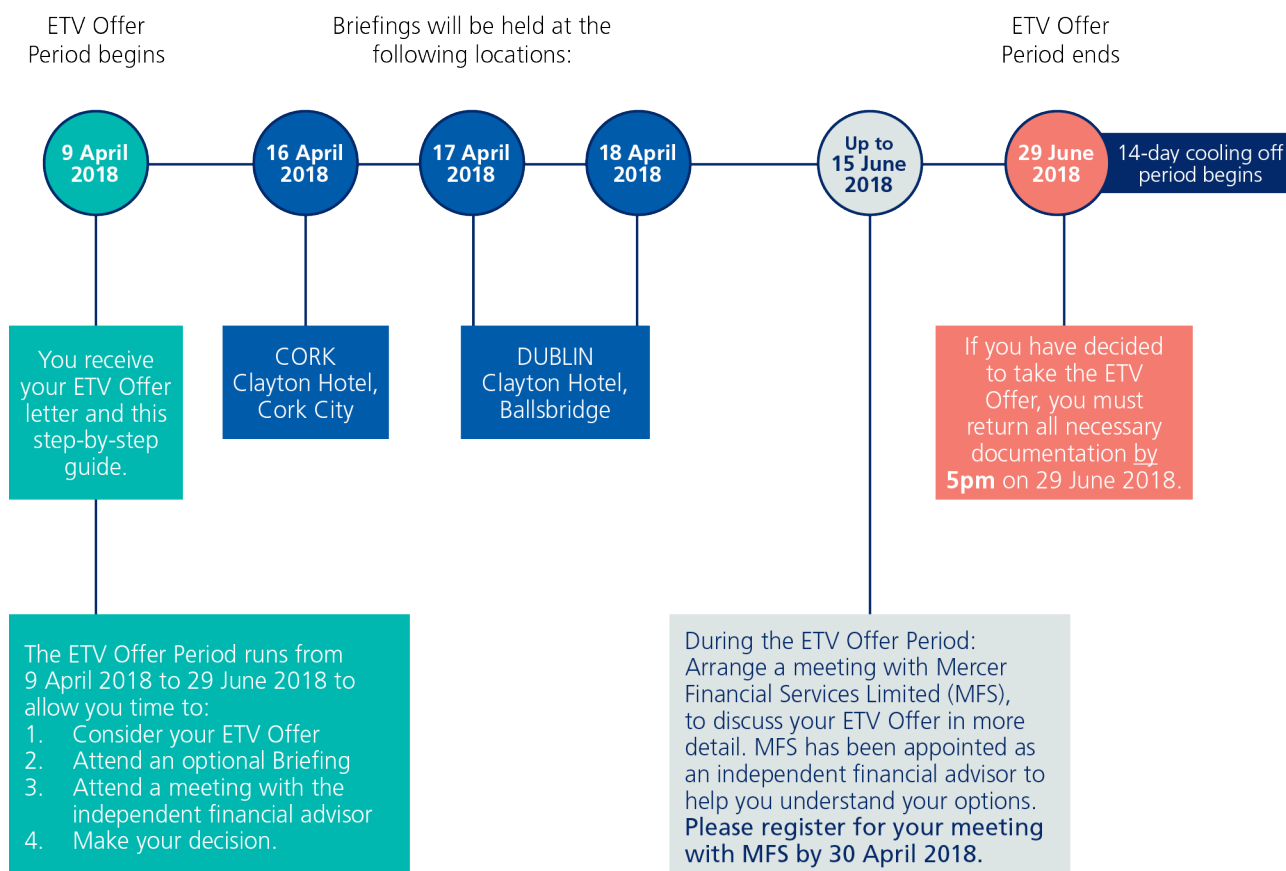 ETV Offer
Period begins
Briefings will be held at the
following locations:
ETV Offer
Period ends
9 April
2018
16 April
2018
17 April
2018
18 April
2018
Up to
15 June
2018
29 June
2018
14-day cooling off
period begins
You receive
your ETV Offer
letter and this
step-by-step
guide.
CORK
Clayton Hotel,
Cork City
DUBLIN
Clayton Hotel,
Ballsbridge
If you have decided
to take the ETV
Offer, you must
return all necessary
documentation by
5pm on 29 June 2018.
The ETV Offer Period runs from
9 April 2018 to 29 June 2018 to
allow you time to:
1. Consider your ETV Offer
2. Attend an optional Briefing
3. Attend a meeting with the
independent financial advisor
4. Make your decision.
During the ETV Offer Period:
Arrange a meeting with Mercer
Financial Services Limited (MFS),
to discuss your ETV Offer in more
detail. MFS has been appointed as
an independent financial advisor to
help you understand your options.
Please register for your meeting
with MFS by 30 April 2018.